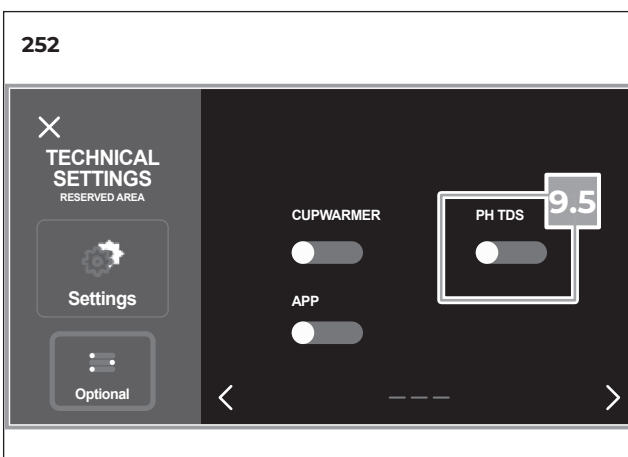 252
TECHNICAL
SETTINGS
RESERVED AREA
Settings
Optional
CUPWARMER
PH TDS
9.5
APP